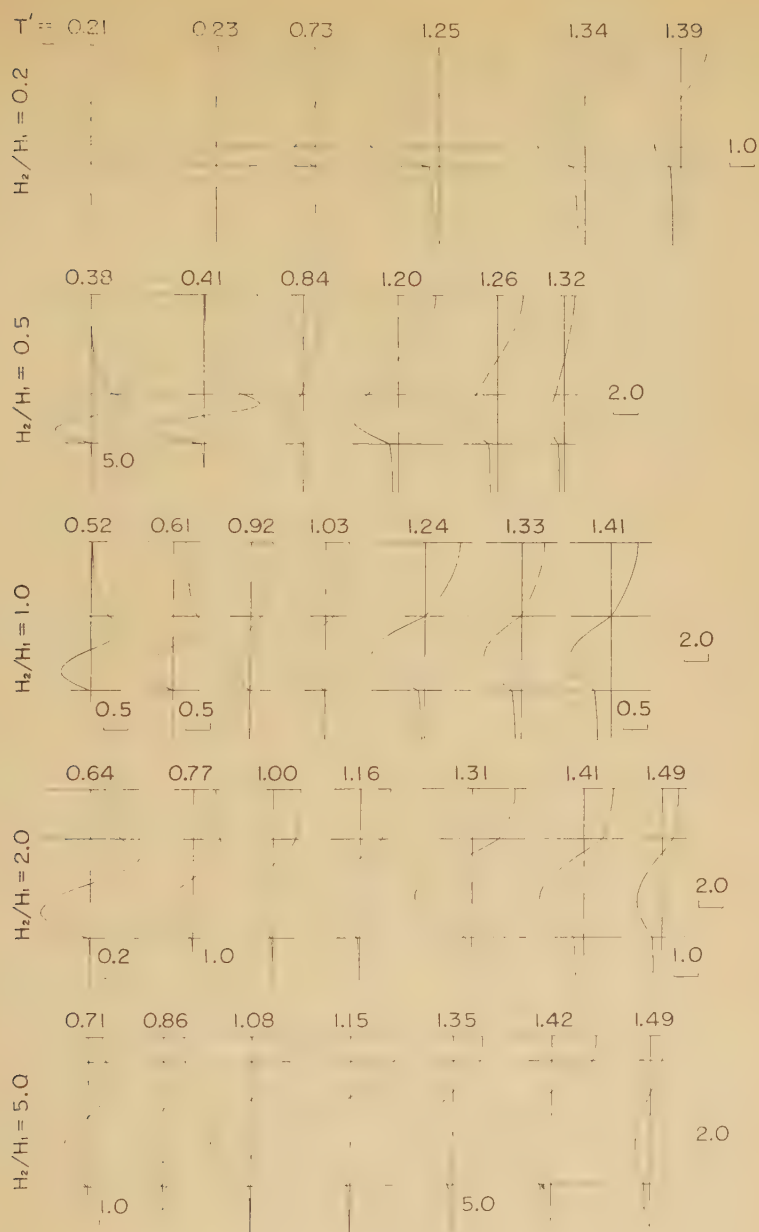 T' = 0.21 0.23 0.73 1.25 1.34 1.39
H₂/H₁ = 0.2
1.0
0.38 0.41 0.84 1.20 1.26 1.32
H₂/H₁ = 0.5
2.0
5.0
0.52 0.61 0.92 1.03 1.24 1.33 1.41
H₂/H₁ = 1.0
2.0
0.5 0.5 0.5
0.64 0.77 1.00 1.16 1.31 1.41 1.49
H₂/H₁ = 2.0
2.0
0.2 1.0 1.0
0.71 0.86 1.08 1.15 1.35 1.42 1.49
H₂/H₁ = 5.0
2.0
1.0 5.0